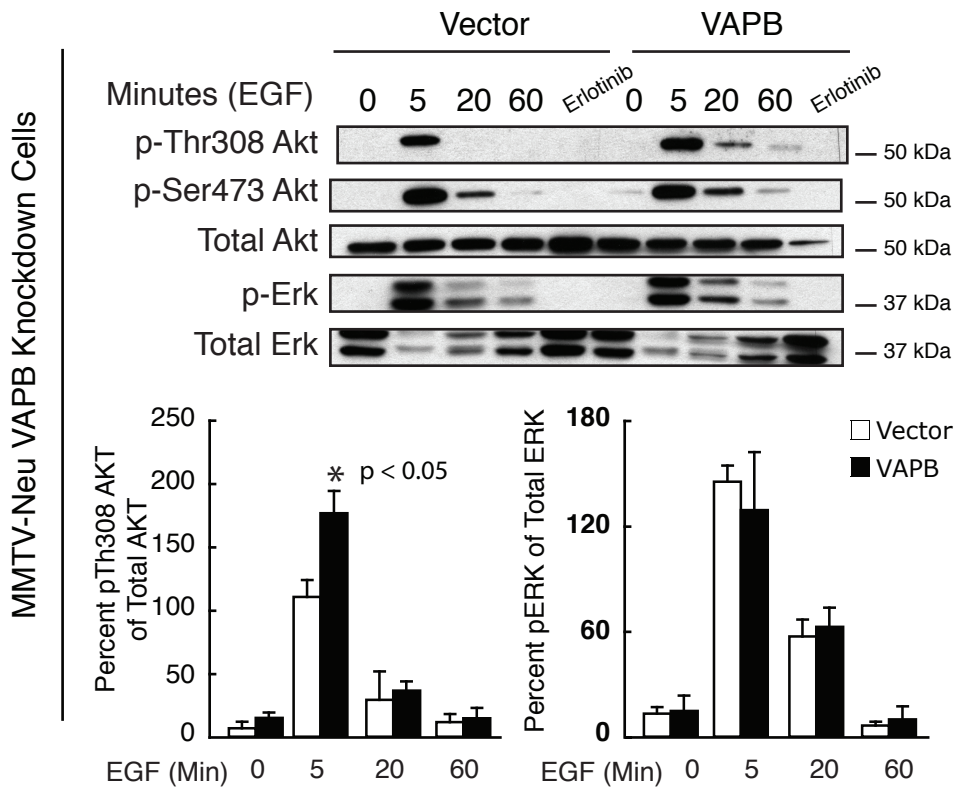 Vector VAPB
Minutes (EGF) 0 5 20 60 Erlotinib 0 5 20 60 Erlotinib
p-Thr308 Akt 50 kDa
p-Ser473 Akt 50 kDa
Total Akt 50 kDa
p-Erk 37 kDa
Total Erk 37 kDa
MMTV-Neu VAPB Knockdown Cells
Percent pTh308 AKT
of Total AKT
250
200
150
100
50
0
* p < 0.05
EGF (Min) 0 5 20 60
Percent pERK of Total ERK
180
120
60
0
Vector
VAPB
EGF (Min) 0 5 20 60